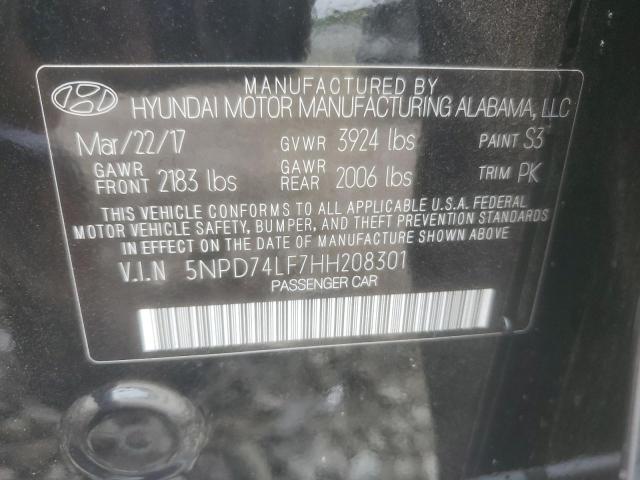 MANUFACTURED BY
HYUNDAI MOTOR MANUFACTURING ALABAMA, LLC
Mar/22/17 GVWR 3924 lbs PAINT S3
GAWR FRONT 2183 lbs GAWR REAR 2006 lbs TRIM PK
THIS VEHICLE CONFORMS TO ALL APPLICABLE U.S.A. FEDERAL
MOTOR VEHICLE SAFETY, BUMPER, AND THEFT PREVENTION STANDARDS
IN EFFECT ON THE DATE OF MANUFACTURE SHOWN ABOVE
V.I.N 5NPD74LF7HH208301
PASSENGER CAR